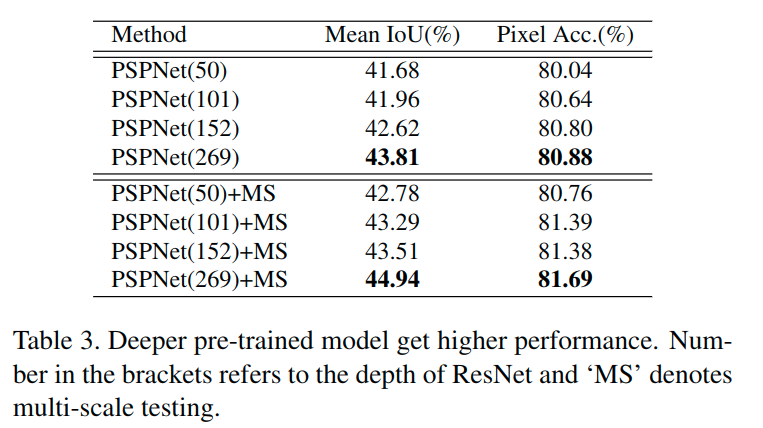 Method Mean IoU(%) Pixel Acc.(%)
PSPNet(50) 41.68 80.04
PSPNet(101) 41.96 80.64
PSPNet(152) 42.62 80.80
PSPNet(269) 43.81 80.88
PSPNet(50)+MS 42.78 80.76
PSPNet(101)+MS 43.29 81.39
PSPNet(152)+MS 43.51 81.38
PSPNet(269)+MS 44.94 81.69
Table 3. Deeper pre-trained model get higher performance. Num-
ber in the brackets refers to the depth of ResNet and ‘MS’ denotes
multi-scale testing.